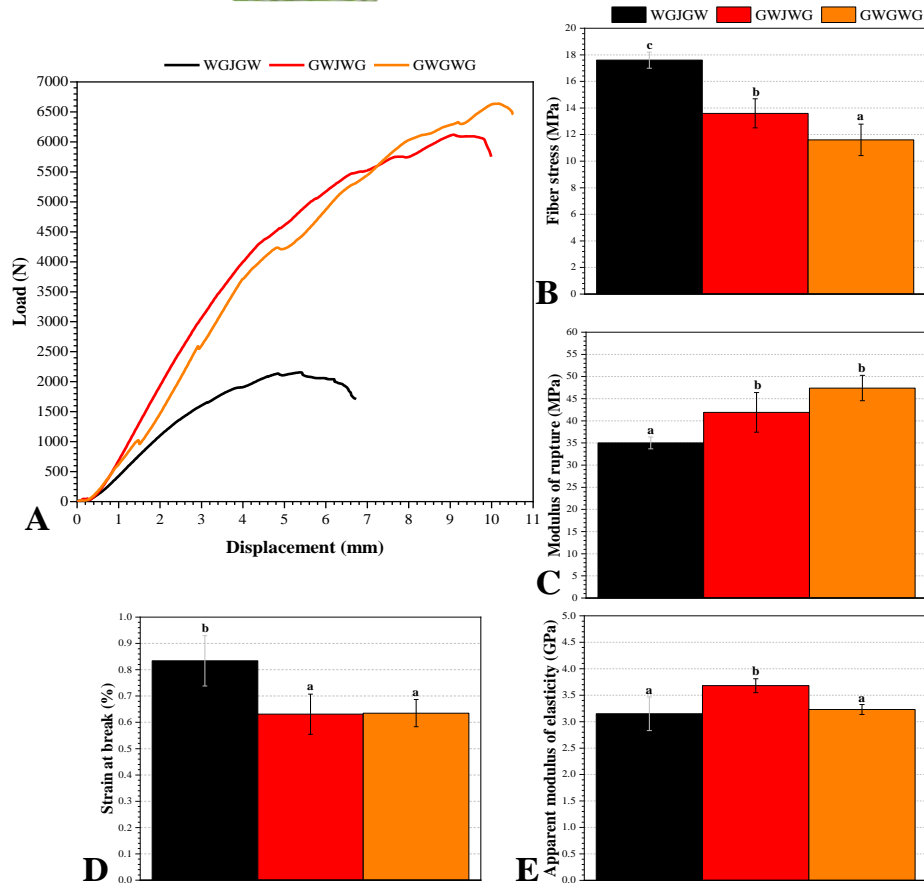 WGJGW GWJWG GWGWG
WGJGW GWJWG GWGWG
7000
6500
6000
5500
5000
4500
4000
3500
3000
2500
2000
1500
1000
500
0
Load (N)
0 1 2 3 4 5 6 7 8 9 10 11
Displacement (mm)
A
20
18
16
14
12
10
8
6
4
2
0
Fiber stress (MPa)
c
b
a
B
60
55
50
45
40
35
30
25
20
15
10
5
0
Modulus of rupture (MPa)
a
b
b
C
1.0
0.9
0.8
0.7
0.6
0.5
0.4
0.3
0.2
0.1
0.0
Strain at break (%)
b
a
a
D
5.0
4.5
4.0
3.5
3.0
2.5
2.0
1.5
1.0
0.5
0.0
Apparent modulus of elasticity (GPa)
a
b
a
E